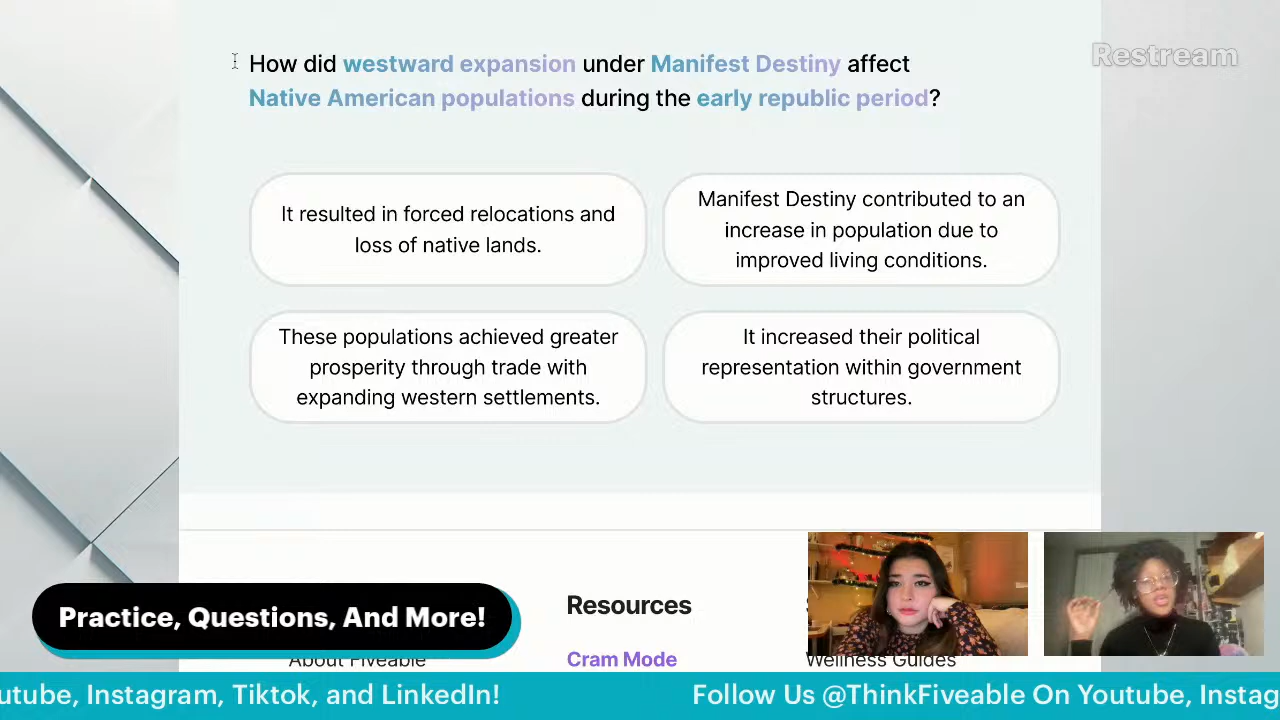 Restream
How did westward expansion under Manifest Destiny affect
Native American populations during the early republic period?
It resulted in forced relocations and
loss of native lands.
Manifest Destiny contributed to an
increase in population due to
improved living conditions.
These populations achieved greater
prosperity through trade with
expanding western settlements.
It increased their political
representation within government
structures.
Practice, Questions, And More!
Resources
About Fiveable
Cram Mode
Wellness Guides
utube, Instagram, Tiktok, and LinkedIn!
Follow Us @ThinkFiveable On Youtube, Instag